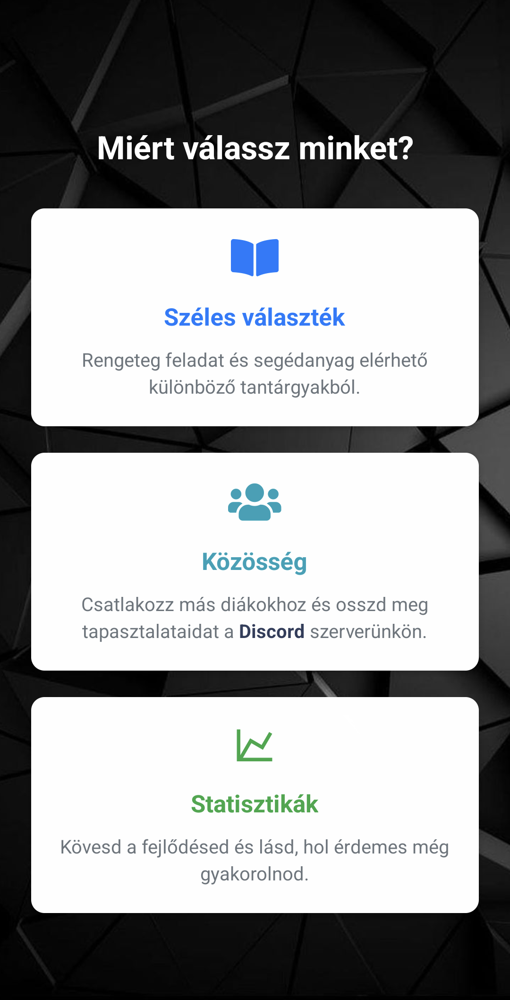 Miért válassz minket?
Széles választék
Rengeteg feladat és segédanyag elérhető
különböző tantárgyakból.
Közösség
Csatlakozz más diákokhoz és osszd meg
tapasztalataidat a Discord szerverünkön.
Statisztikák
Kövesd a fejlődésed és lásd, hol érdemes még
gyakorolnod.